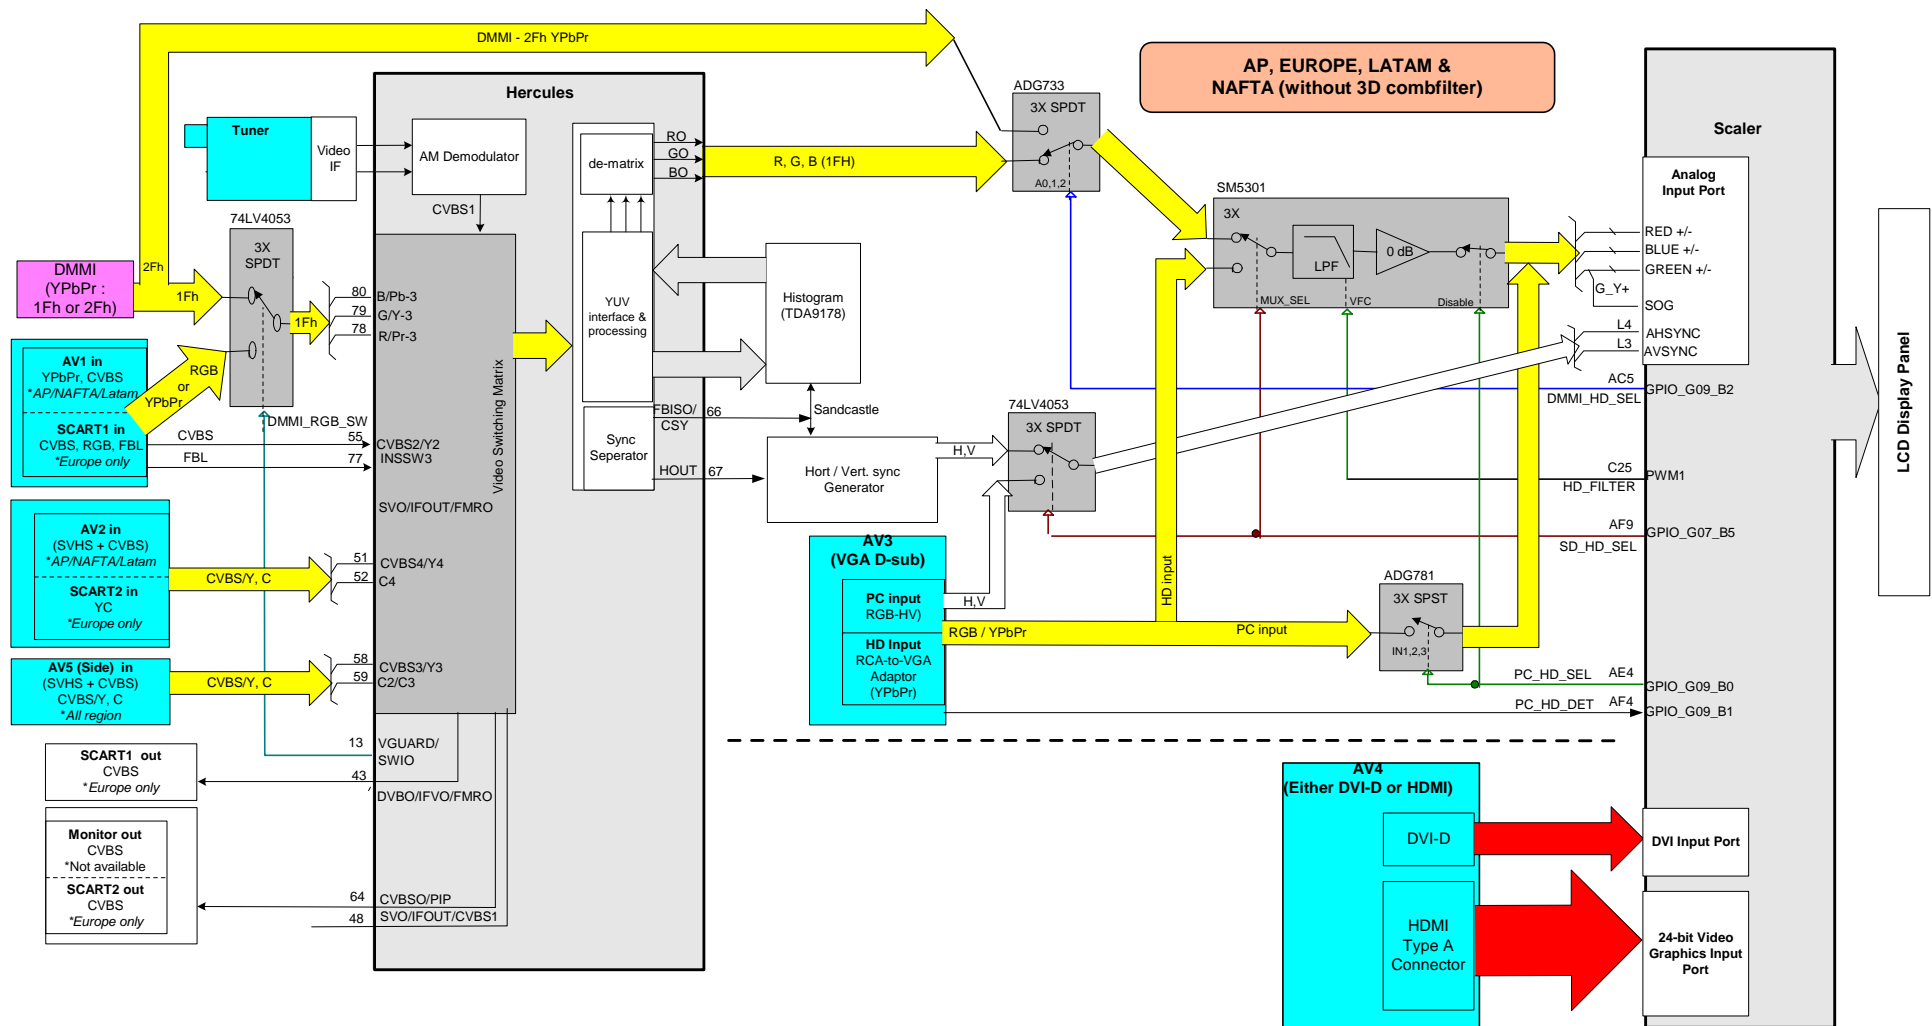 DMMI - 2Fh YPbPr
AP, EUROPE, LATAM &
NAFTA (without 3D combfilter)
Hercules
ADG733
3X SPDT
A0,1,2
Scaler
Tuner
Video
IF
AM Demodulator
CVBS1
de-matrix
RO
GO
BO
R, G, B (1FH)
Analog
Input Port
RED +/-
BLUE +/-
GREEN +/-
G_Y+
SOG
L4
AHSYNC
L3
AVSYNC
SM5301
3X
LPF
0 dB
MUX_SEL
VFC
Disable
74LV4053
3X
SPDT
2Fh
DMMI
(YPbPr :
1Fh or 2Fh)
1Fh
1Fh
80
B/Pb-3
79
G/Y-3
78
R/Pr-3
YUV
interface &
processing
Histogram
(TDA9178)
AV1 in
YPbPr, CVBS
*AP/NAFTA/Latam
SCART1 in
CVBS, RGB, FBL
*Europe only
RGB
or
YPbPr
DMMI_RGB_SW
CVBS
55
CVBS2/Y2
FBL
77
INSSW3
Video Switching Matrix
SVO/IFOUT/FMRO
FBISO/
CSY
66
Sandcastle
Sync
Seperator
HOUT
67
Hort / Vert. sync
Generator
H,V
74LV4053
3X SPDT
AC5
DMMI_HD_SEL
GPIO_G09_B2
C25
HD_FILTER
PWM1
AF9
SD_HD_SEL
GPIO_G07_B5
LCD Display Panel
AV2 in
(SVHS + CVBS)
*AP/NAFTA/Latam
SCART2 in
YC
*Europe only
CVBS/Y, C
51
CVBS4/Y4
52
C4
AV3
(VGA D-sub)
PC input
RGB-HV)
HD Input
RCA-to-VGA
Adaptor
(YPbPr)
H,V
RGB / YPbPr
HD input
PC input
ADG781
3X SPST
IN1,2,3
PC_HD_SEL
AE4
GPIO_G09_B0
PC_HD_DET
AF4
GPIO_G09_B1
AV5 (Side) in
(SVHS + CVBS)
CVBS/Y, C
*All region
CVBS/Y, C
58
CVBS3/Y3
59
C2/C3
13
VGUARD/
SWIO
SCART1 out
CVBS
*Europe only
43
DVBO/IFVO/FMRO
Monitor out
CVBS
*Not available
SCART2 out
CVBS
*Europe only
64
CVBSO/PIP
48
SVO/IFOUT/CVBS1
AV4
(Either DVI-D or HDMI)
DVI-D
DVI Input Port
HDMI
Type A
Connector
24-bit Video
Graphics Input
Port